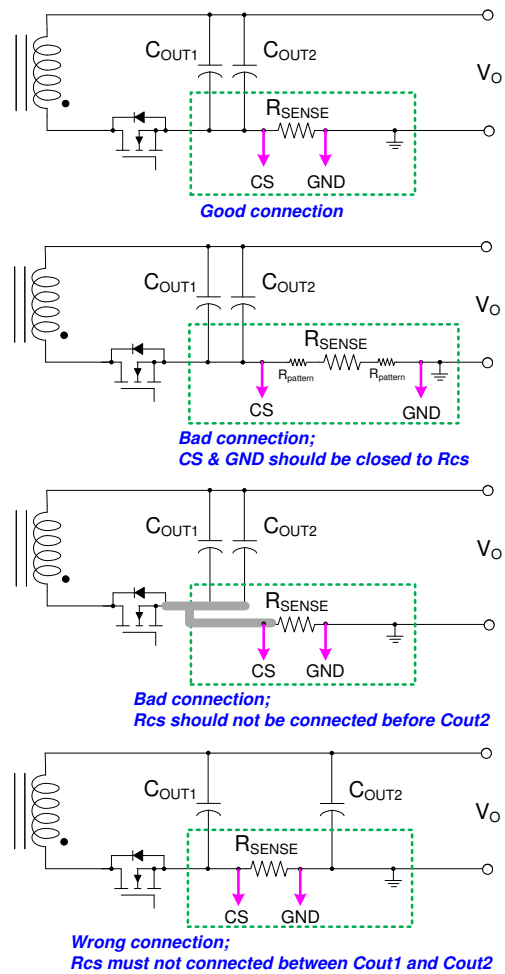 COUT1
COUT2
VO
RSENSE
CS
GND
Good connection
COUT1
COUT2
VO
RSENSE
Rpattern
Rpattern
CS
GND
Bad connection;
CS & GND should be closed to Rcs
COUT1
COUT2
VO
RSENSE
CS
GND
Bad connection;
Rcs should not be connected before Cout2
COUT1
COUT2
VO
RSENSE
CS
GND
Wrong connection;
Rcs must not connected between Cout1 and Cout2